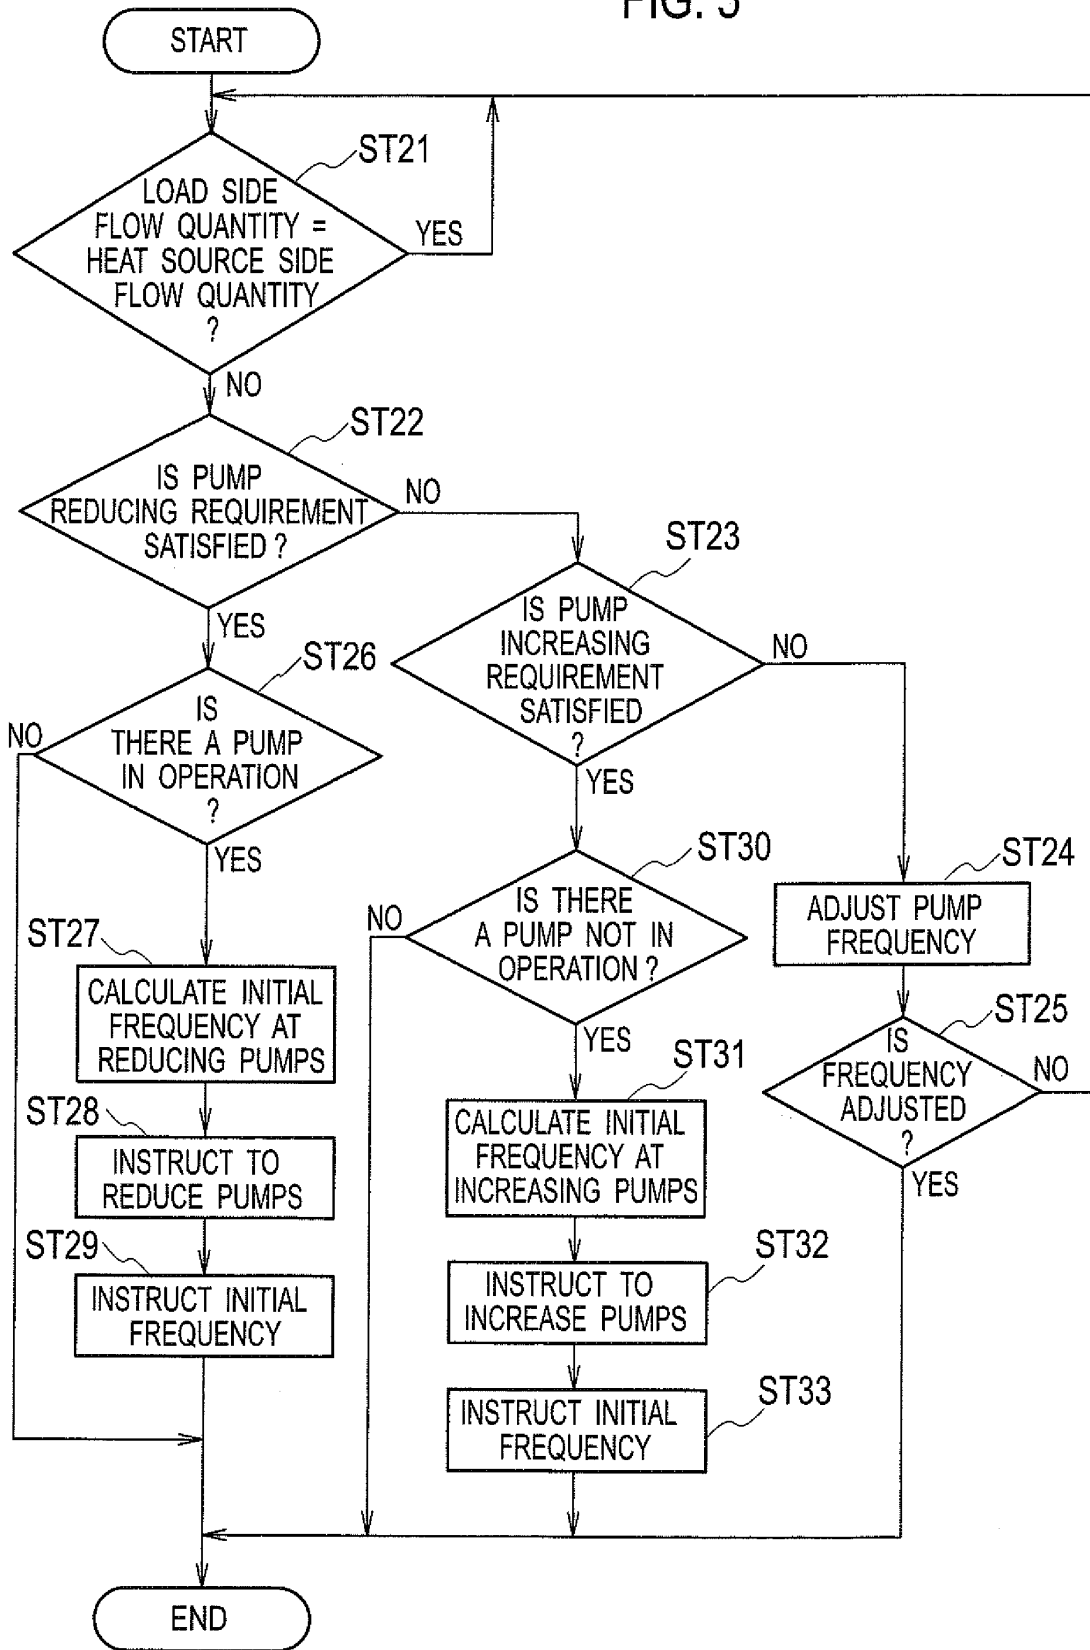 START
ST21
LOAD SIDE
FLOW QUANTITY =
HEAT SOURCE SIDE
FLOW QUANTITY
?
YES
NO
ST22
IS PUMP
REDUCING REQUIREMENT
SATISFIED ?
NO
YES
ST23
IS PUMP
INCREASING
REQUIREMENT
SATISFIED
?
NO
YES
ST26
IS
THERE A PUMP
IN OPERATION
?
NO
YES
ST30
IS THERE
A PUMP NOT IN
OPERATION ?
NO
YES
ST24
ADJUST PUMP
FREQUENCY
ST25
IS
FREQUENCY
ADJUSTED
?
NO
YES
ST27
CALCULATE INITIAL
FREQUENCY AT
REDUCING PUMPS
ST28
INSTRUCT TO
REDUCE PUMPS
ST29
INSTRUCT INITIAL
FREQUENCY
ST31
CALCULATE INITIAL
FREQUENCY AT
INCREASING PUMPS
ST32
INSTRUCT TO
INCREASE PUMPS
ST33
INSTRUCT INITIAL
FREQUENCY
END